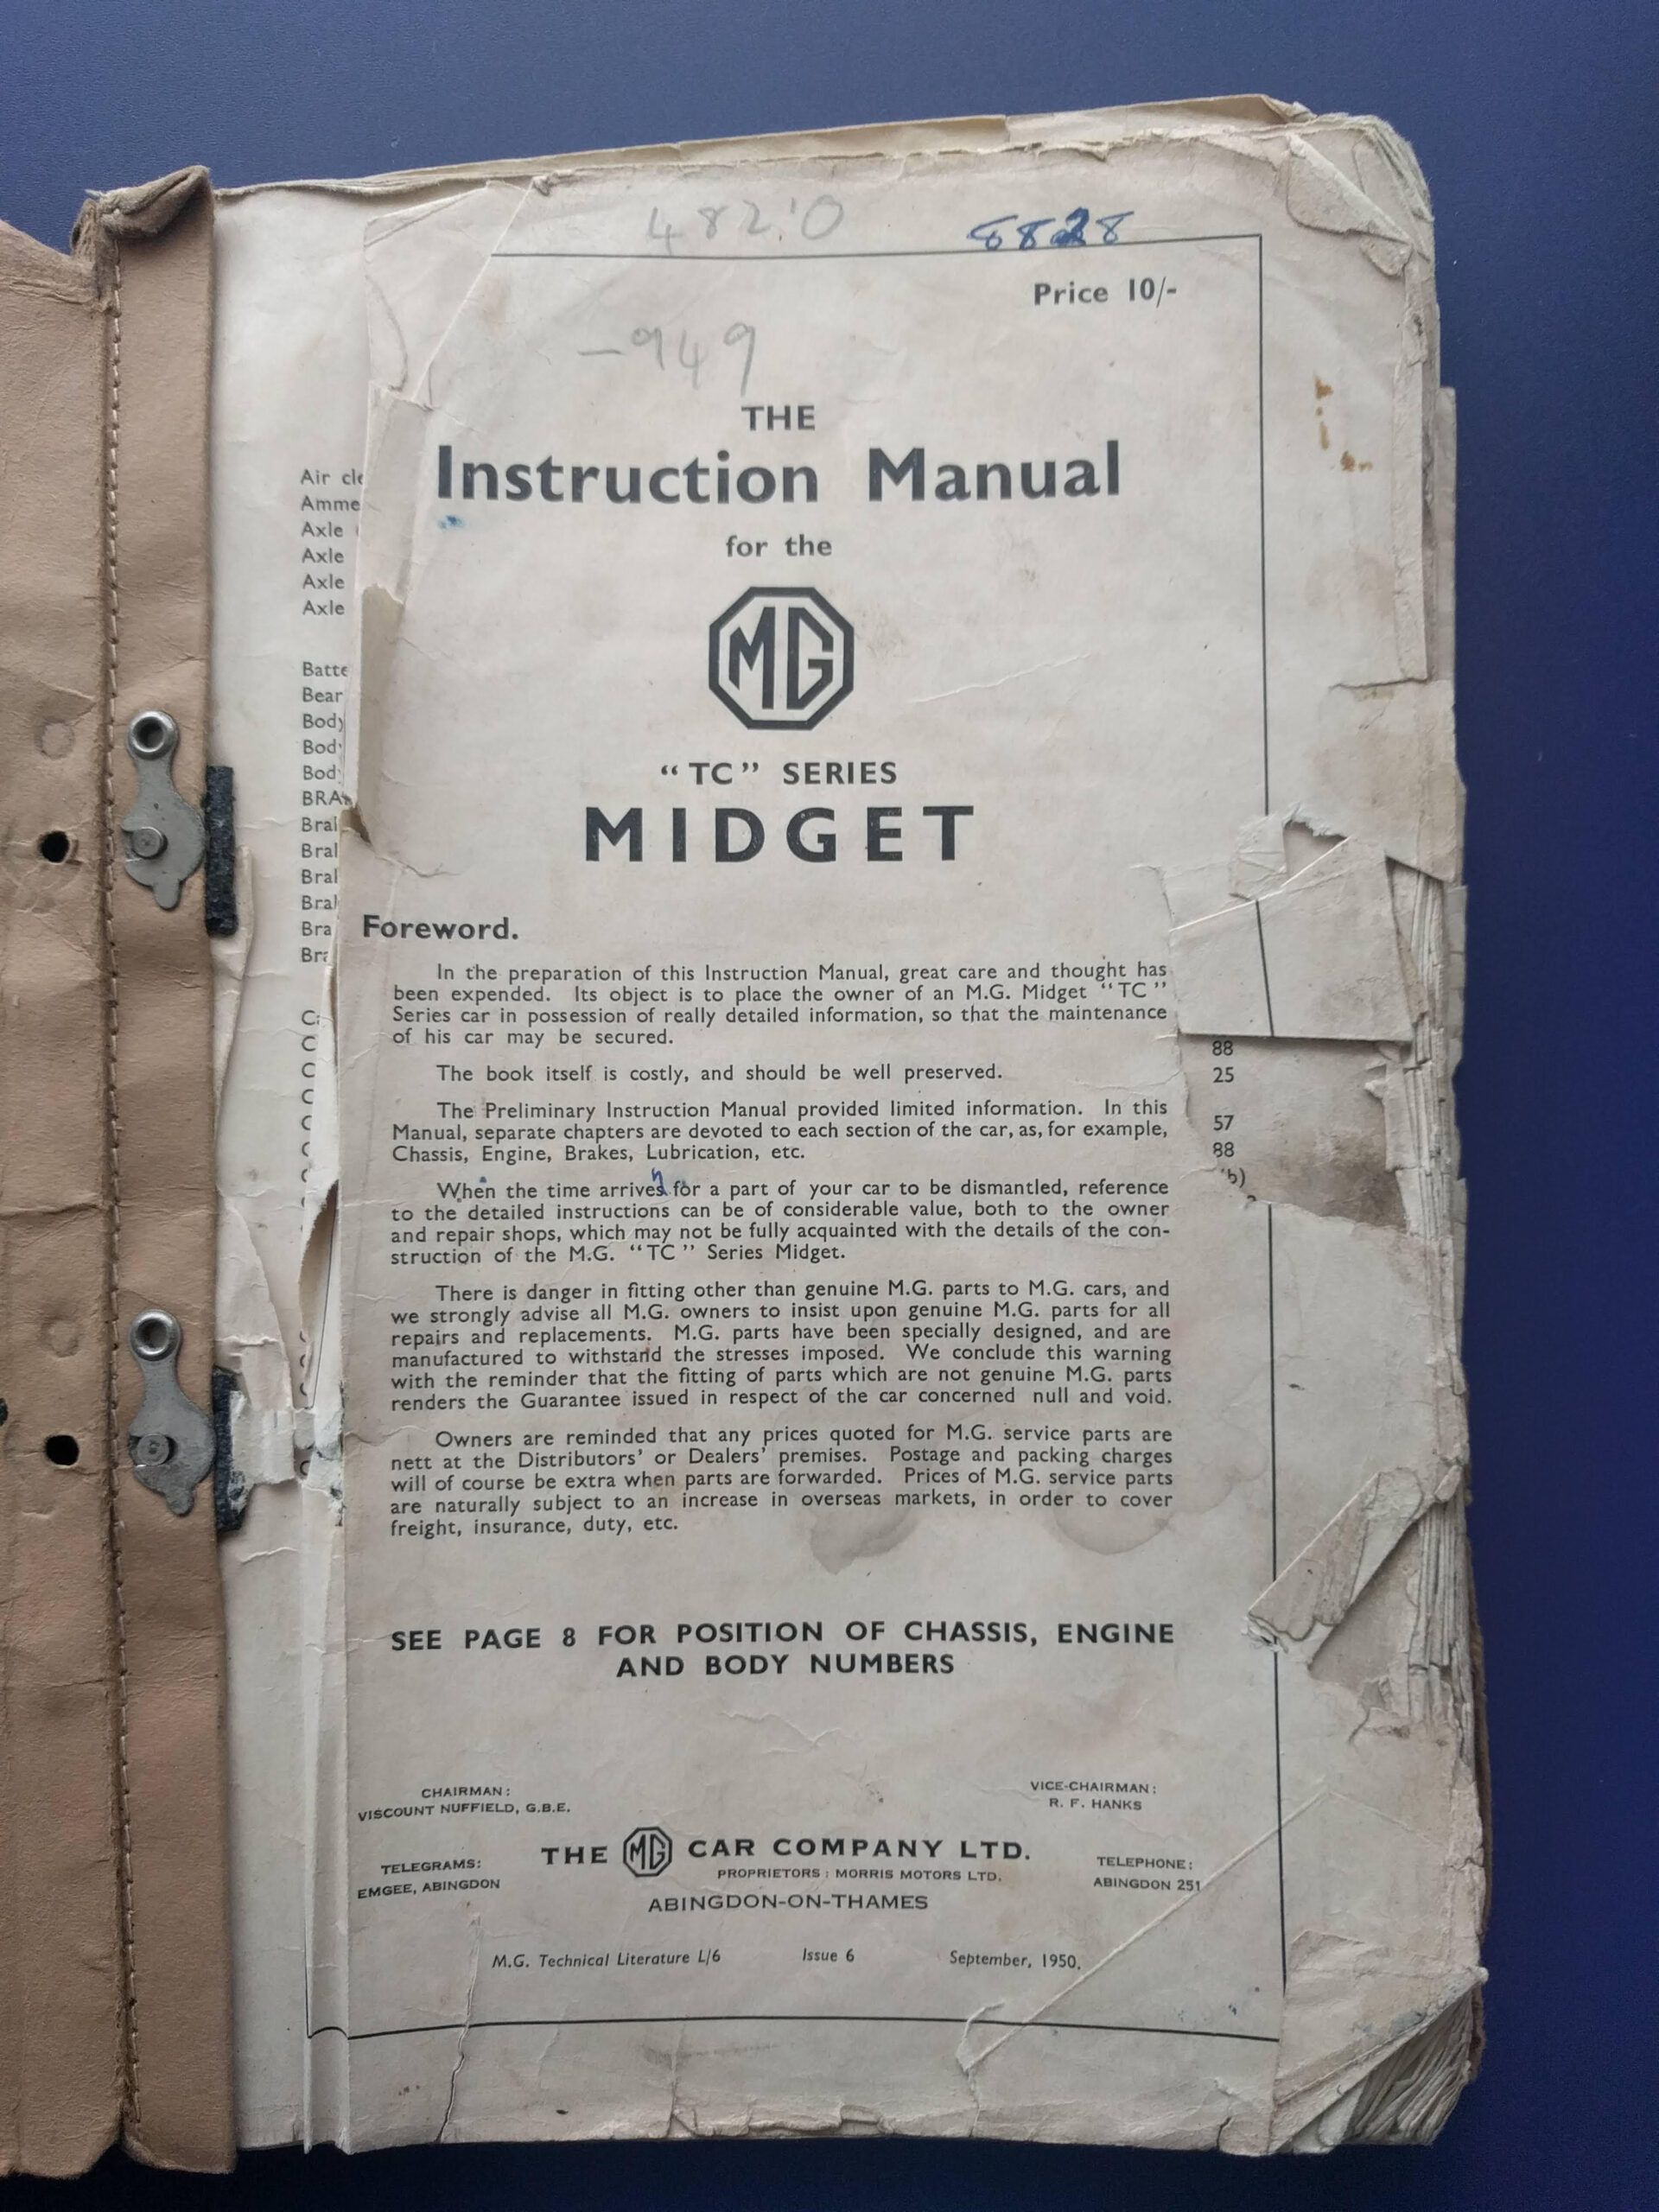 482'0
8828
Price 10/-
-949
THE
Instruction Manual
for the
MG
"TC" SERIES
MIDGET
Foreword.
In the preparation of this Instruction Manual, great care and thought has
been expended. Its object is to place the owner of an M.G. Midget "TC"
Series car in possession of really detailed information, so that the maintenance
of his car may be secured.
The book itself is costly, and should be well preserved.
The Preliminary Instruction Manual provided limited information. In this
Manual, separate chapters are devoted to each section of the car, as, for example,
Chassis, Engine, Brakes, Lubrication, etc.
When the time arrives for a part of your car to be dismantled, reference
to the detailed instructions can be of considerable value, both to the owner
and repair shops, which may not be fully acquainted with the details of the con-
struction of the M.G. "TC" Series Midget.
There is danger in fitting other than genuine M.G. parts to M.G. cars, and
we strongly advise all M.G. owners to insist upon genuine M.G. parts for all
repairs and replacements. M.G. parts have been specially designed, and are
manufactured to withstand the stresses imposed. We conclude this warning
with the reminder that the fitting of parts which are not genuine M.G. parts
renders the Guarantee issued in respect of the car concerned null and void.
Owners are reminded that any prices quoted for M.G. service parts are
nett at the Distributors' or Dealers' premises. Postage and packing charges
will of course be extra when parts are forwarded. Prices of M.G. service parts
are naturally subject to an increase in overseas markets, in order to cover
freight, insurance, duty, etc.
SEE PAGE 8 FOR POSITION OF CHASSIS, ENGINE
AND BODY NUMBERS
CHAIRMAN:
VISCOUNT NUFFIELD, G.B.E.
VICE-CHAIRMAN:
R. F. HANKS
THE MG CAR COMPANY LTD.
PROPRIETORS: MORRIS MOTORS LTD.
ABINGDON-ON-THAMES
TELEGRAMS:
EMGEE, ABINGDON
TELEPHONE:
ABINGDON 251
M.G. Technical Literature L/6 Issue 6 September, 1950.
Air
Axle
Axle
Axle
Axle
88
25
57
88